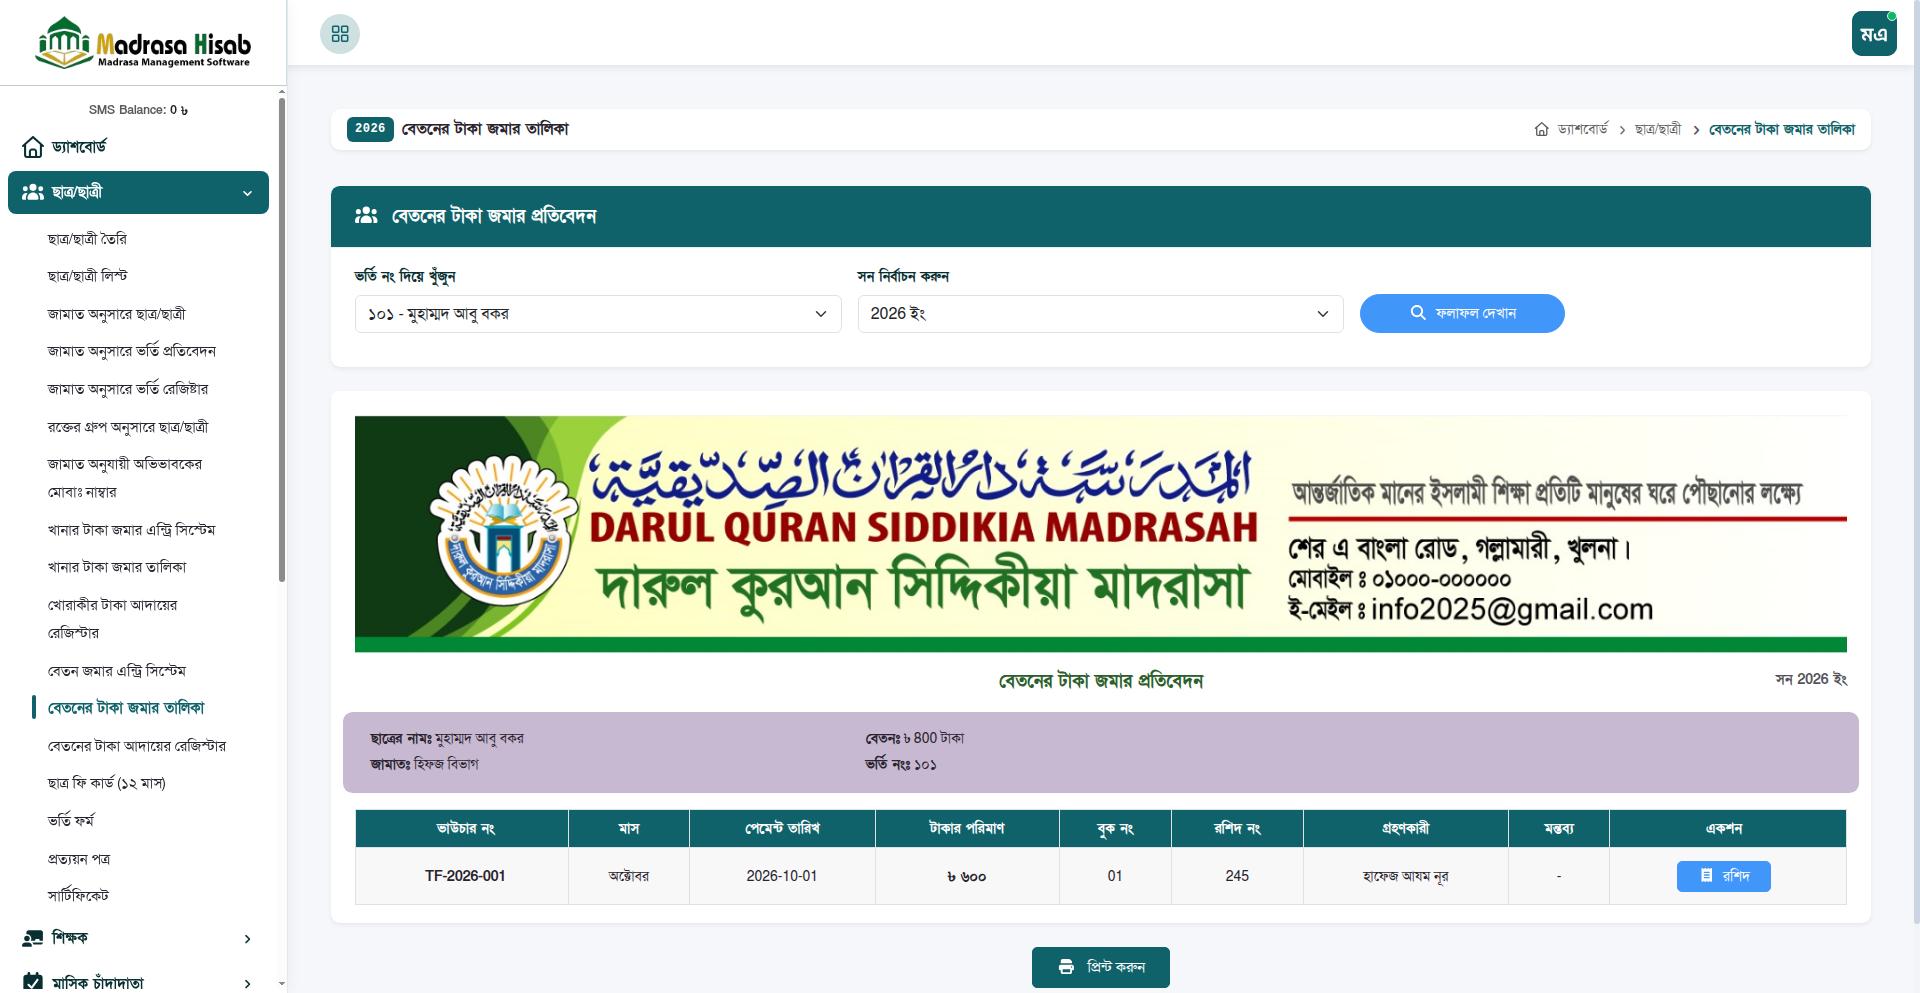 Madrasa Hisab
Madrasa Management Software
মএ
SMS Balance: 0 ৳
ড্যাশবোর্ড
ছাত্র/ছাত্রী
ছাত্র/ছাত্রী তৈরি
ছাত্র/ছাত্রী লিস্ট
জামাত অনুসারে ছাত্র/ছাত্রী
জামাত অনুসারে ভর্তি প্রতিবেদন
জামাত অনুসারে ভর্তি রেজিষ্টার
রক্তের গ্রুপ অনুসারে ছাত্র/ছাত্রী
জামাত অনুযায়ী অভিভাবকের
মোবাঃ নাম্বার
খানার টাকা জমার এন্ট্রি সিস্টেম
খানার টাকা জমার তালিকা
খোরাকীর টাকা আদায়ের
রেজিস্টার
বেতন জমার এন্ট্রি সিস্টেম
বেতনের টাকা জমার তালিকা
বেতনের টাকা আদায়ের রেজিস্টার
ছাত্র ফি কার্ড (১২ মাস)
ভর্তি ফর্ম
প্রত্যয়ন পত্র
সার্টিফিকেট
শিক্ষক
মাসিক চাঁদাদাতা
2026 বেতনের টাকা জমার তালিকা
ড্যাশবোর্ড > ছাত্র/ছাত্রী > বেতনের টাকা জমার তালিকা
বেতনের টাকা জমার প্রতিবেদন
ভর্তি নং দিয়ে খুঁজুন
১০১ - মুহাম্মদ আবু বকর
সন নির্বাচন করুন
2026 ইং
ফলাফল দেখান
المدرسة دار القران الصديقية
DARUL QURAN SIDDIKIA MADRASAH
দারুল কুরআন সিদ্দিকীয়া মাদরাসা
দারুল কুরআন সিদ্দিকীয়া মাদরাসা
আন্তর্জাতিক মানের ইসলামী শিক্ষা প্রতিটি মানুষের ঘরে পৌছানোর লক্ষ্যে
শের এ বাংলা রোড, গল্লামারী, খুলনা।
মোবাইল ঃ ০১০০০-০০০০০০
ই-মেইল ঃ info2025@gmail.com
বেতনের টাকা জমার প্রতিবেদন
সন 2026 ইং
ছাত্রের নামঃ মুহাম্মদ আবু বকর
বেতনঃ ৳ 800 টাকা
জামাতঃ হিফজ বিভাগ
ভর্তি নংঃ ১০১
ভাউচার নং মাস পেমেন্ট তারিখ টাকার পরিমাণ বুক নং রশিদ নং গ্রহণকারী মন্তব্য একশন
TF-2026-001 অক্টোবর 2026-10-01 ৳ ৬০০ 01 245 হাফেজ আযম নূর - রশিদ
প্রিন্ট করুন